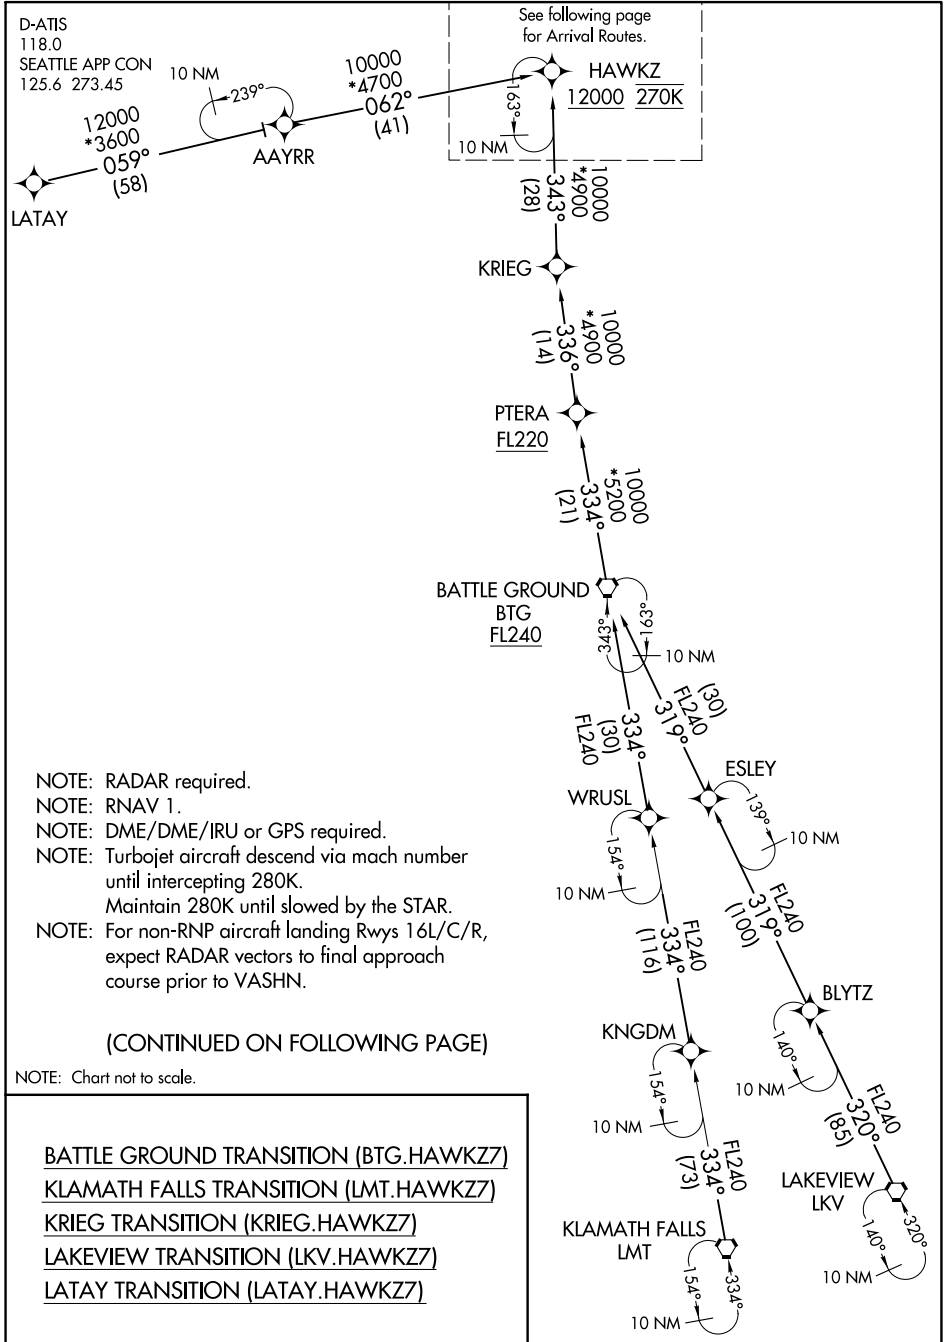 D-ATIS
118.0
SEATTLE APP CON
125.6 273.45
See following page
for Arrival Routes.
10 NM
239°
10000
*4700
062°
(41)
HAWKZ
12000 270K
163°
10 NM
12000
*3600
059°
(58)
AAYRR
LATAY
10000
*4900
343°
(28)
KRIEG
10000
*4900
336°
(14)
PTERA
FL220
10000
*5200
334°
(21)
BATTLE GROUND
BTG
FL240
343°
163°
10 NM
(30)
FL240
319°
334°
(30)
FL240
ESLEY
WRUSL
139°
10 NM
154°
10 NM
NOTE: RADAR required.
NOTE: RNAV 1.
NOTE: DME/DME/IRU or GPS required.
NOTE: Turbojet aircraft descend via mach number
until intercepting 280K.
Maintain 280K until slowed by the STAR.
NOTE: For non-RNP aircraft landing Rwys 16L/C/R,
expect RADAR vectors to final approach
course prior to VASHN.
FL240
319°
(100)
FL240
334°
(116)
BLYTZ
140°
10 NM
KNGDM
154°
10 NM
(CONTINUED ON FOLLOWING PAGE)
NOTE: Chart not to scale.
FL240
320°
(85)
FL240
334°
(73)
LAKEVIEW
LKV
320°
140°
10 NM
KLAMATH FALLS
LMT
154°
334°
10 NM
BATTLE GROUND TRANSITION (BTG.HAWKZ7)
KLAMATH FALLS TRANSITION (LMT.HAWKZ7)
KRIEG TRANSITION (KRIEG.HAWKZ7)
LAKEVIEW TRANSITION (LKV.HAWKZ7)
LATAY TRANSITION (LATAY.HAWKZ7)